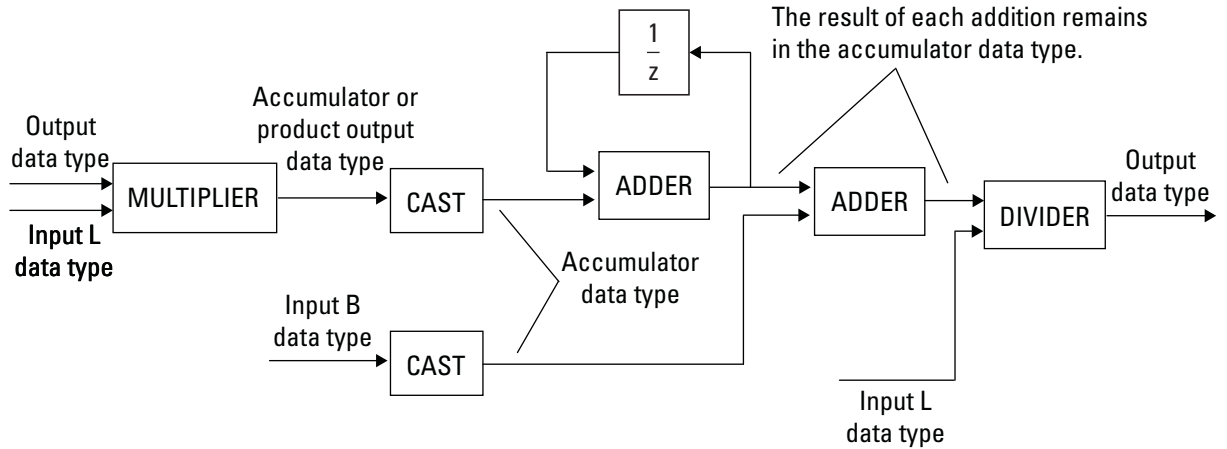 The result of each addition remains
in the accumulator data type.
1
z
Accumulator or
product output
data type
Output
data type
MULTIPLIER
CAST
ADDER
ADDER
DIVIDER
Output
data type
Input L
data type
Accumulator
data type
Input B
data type
CAST
Input L
data type